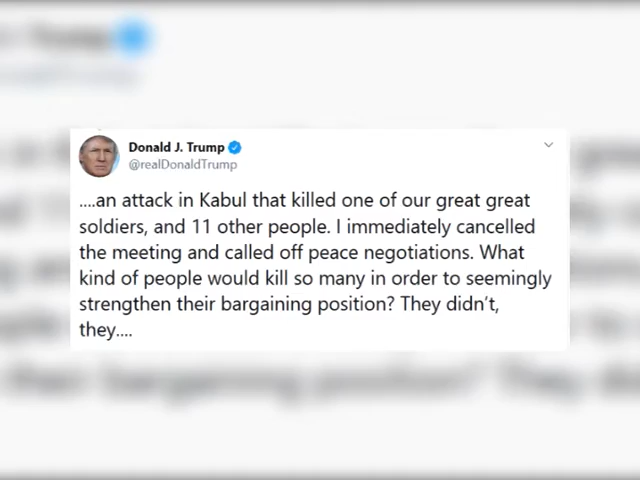 Donald J. Trump
@realDonaldTrump
....an attack in Kabul that killed one of our great great
soldiers, and 11 other people. I immediately cancelled
the meeting and called off peace negotiations. What
kind of people would kill so many in order to seemingly
strengthen their bargaining position? They didn't,
they....